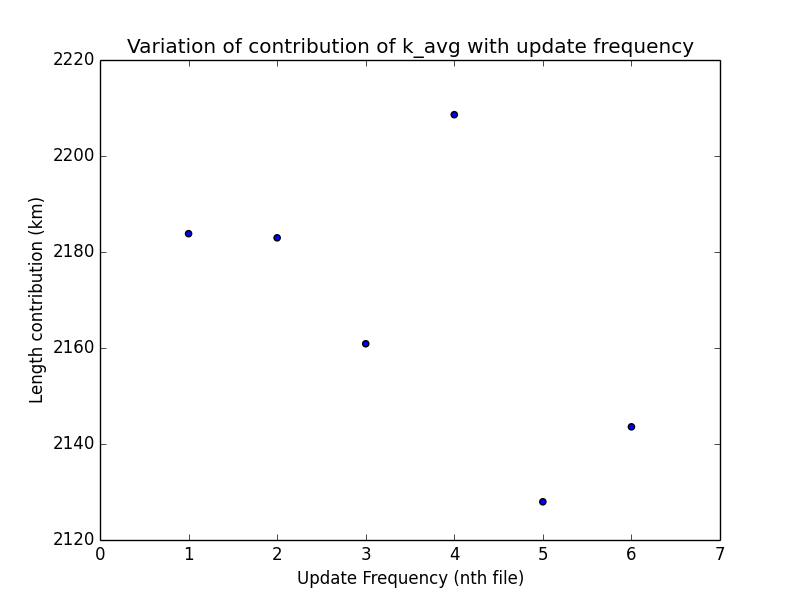 Variation of contribution of k_avg with update frequency
2220
2200
2180
2160
2140
2120
Length contribution (km)
0 1 2 3 4 5 6 7
Update Frequency (nth file)